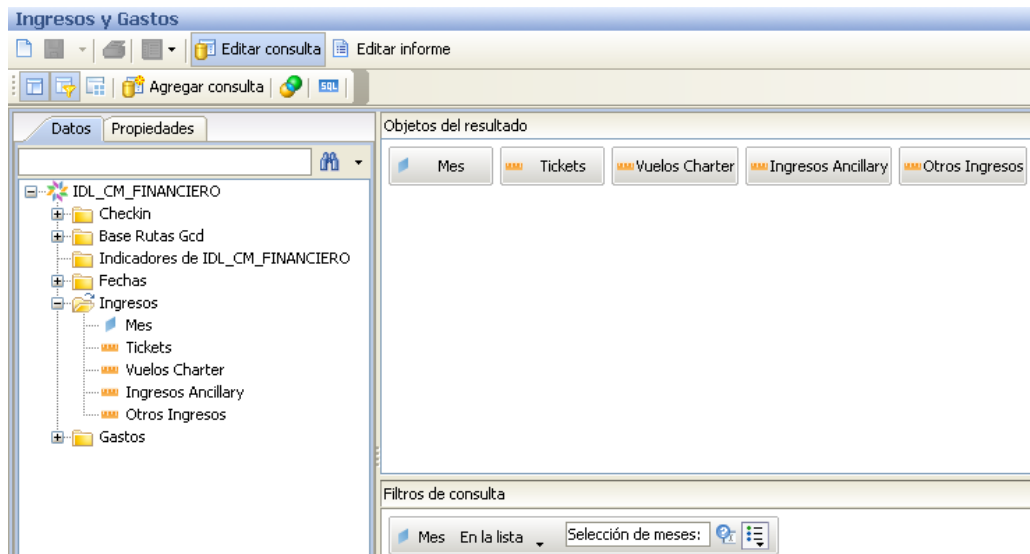 Ingresos y Gastos
Editar consulta Editar informe
Agregar consulta SQL
Datos Propiedades
IDL_CM_FINANCIERO
Checkin
Base Rutas Gcd
Indicadores de IDL_CM_FINANCIERO
Fechas
Ingresos
Mes
Tickets
Vuelos Charter
Ingresos Ancillary
Otros Ingresos
Gastos
Objetos del resultado
Mes Tickets Vuelos Charter Ingresos Ancillary Otros Ingresos
Filtros de consulta
Mes En la lista Selección de meses: